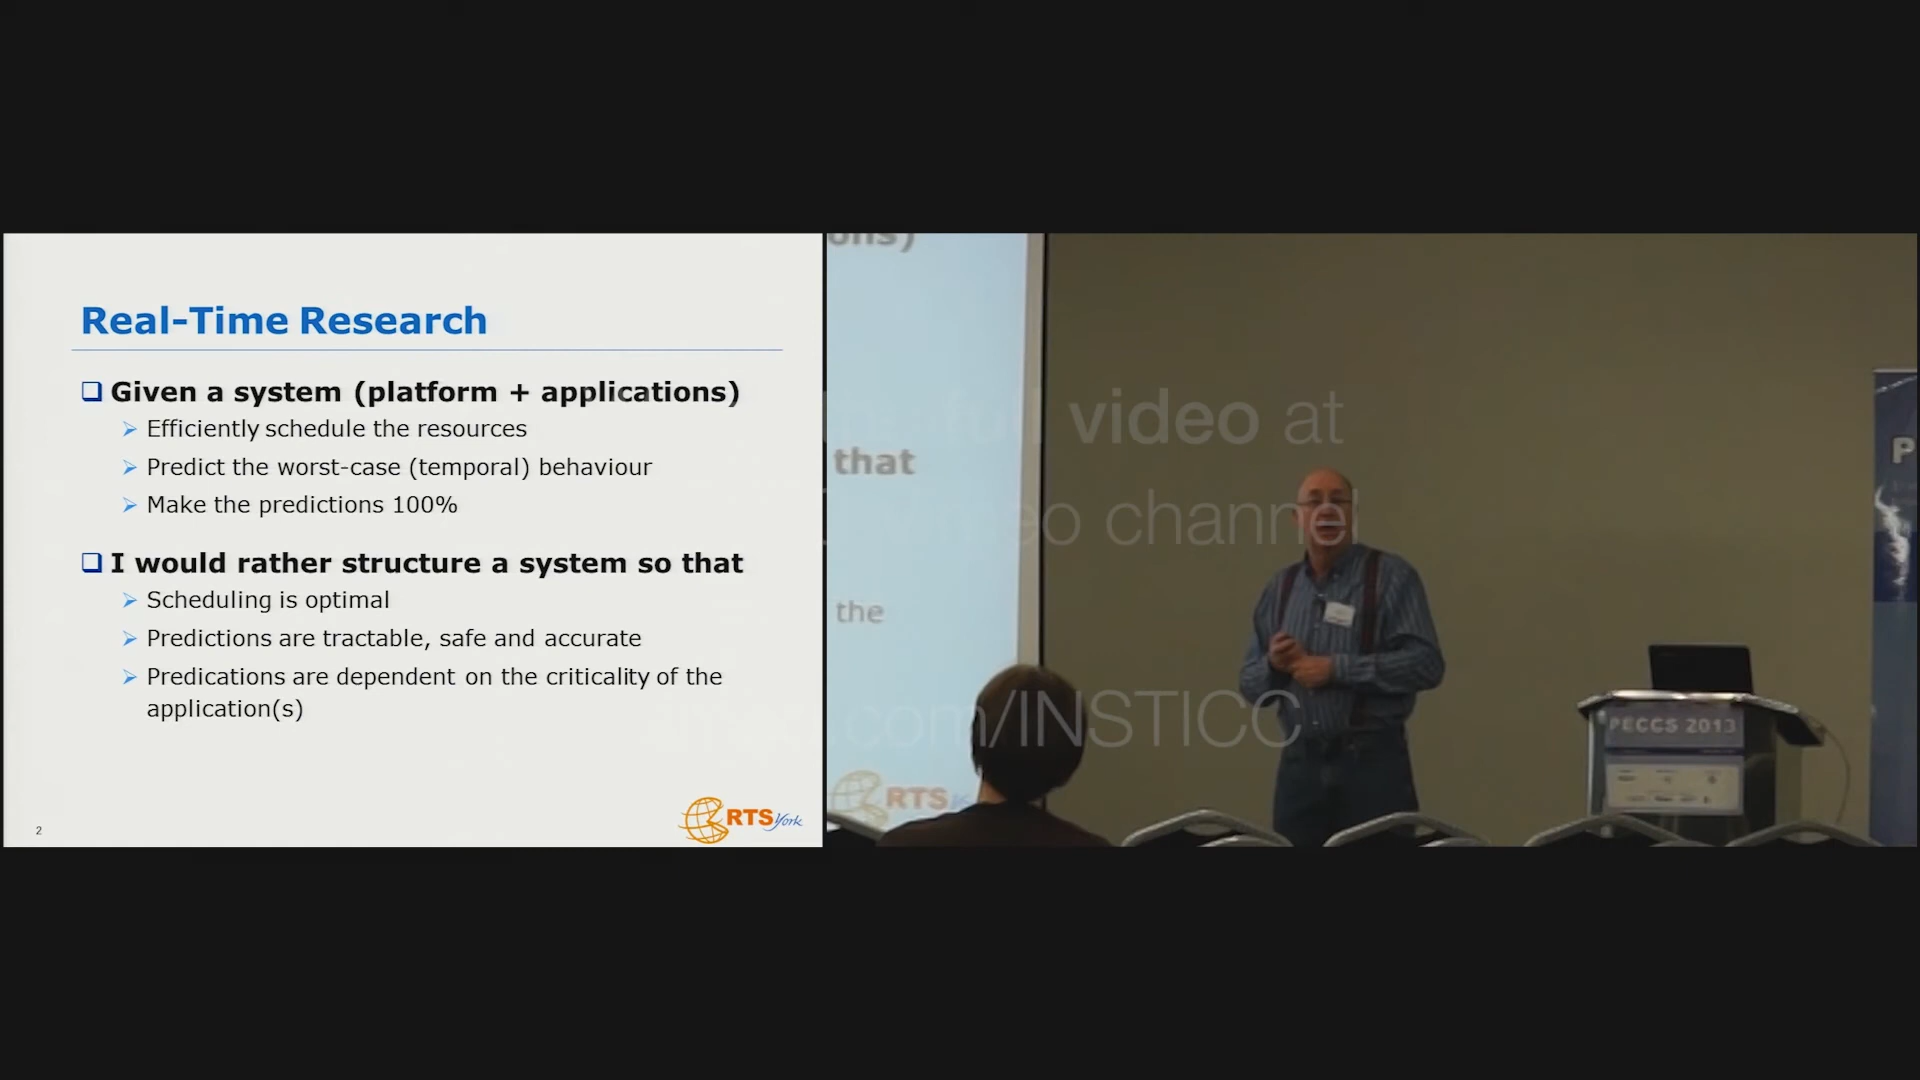 Real-Time Research
Given a system (platform + applications)
Efficiently schedule the resources
Predict the worst-case (temporal) behaviour
Make the predictions 100%
I would rather structure a system so that
Scheduling is optimal
Predictions are tractable, safe and accurate
Predications are dependent on the criticality of the
application(s)
2
RTS York
ons)
that
the
RTS
full video at
channel
.com/INSTICC
PECCS 2013
P